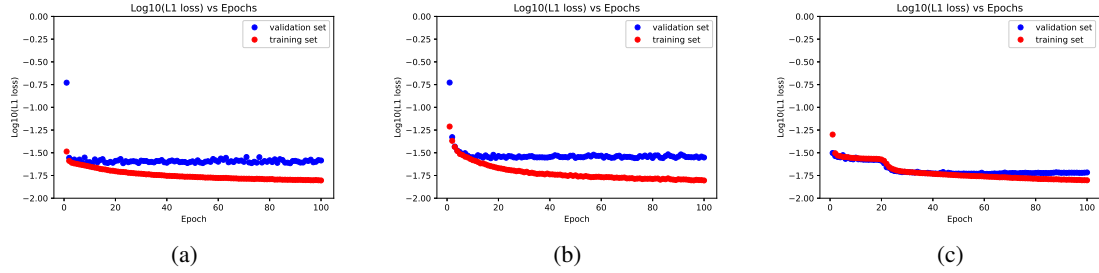 Log10(L1 loss) vs Epochs
0.00
−0.25
−0.50
−0.75
−1.00
−1.25
−1.50
−1.75
−2.00
Log10(L1 loss)
validation set
training set
0 20 40 60 80 100
Epoch
(a)
Log10(L1 loss) vs Epochs
0.00
−0.25
−0.50
−0.75
−1.00
−1.25
−1.50
−1.75
−2.00
Log10(L1 loss)
validation set
training set
0 20 40 60 80 100
Epoch
(b)
Log10(L1 loss) vs Epochs
0.00
−0.25
−0.50
−0.75
−1.00
−1.25
−1.50
−1.75
−2.00
Log10(L1 loss)
validation set
training set
0 20 40 60 80 100
Epoch
(c)